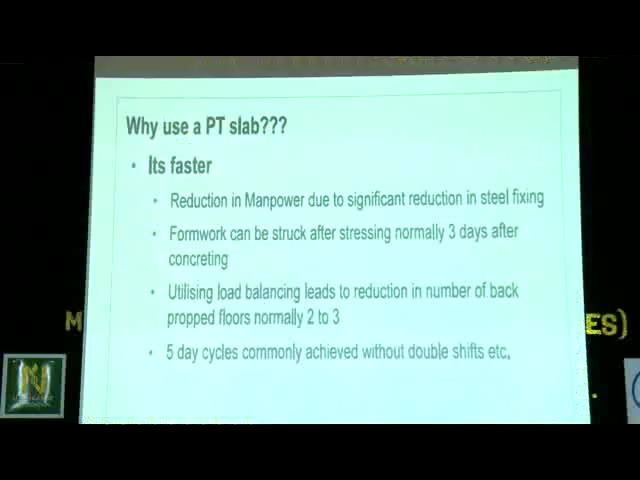 Why use a PT slab???
• Its faster
• Reduction in Manpower due to significant reduction in steel fixing
• Formwork can be struck after stressing normally 3 days after
concreting
• Utilising load balancing leads to reduction in number of back
propped floors normally 2 to 3
M
ES)
• 5 day cycles commonly achieved without double shifts etc,
N